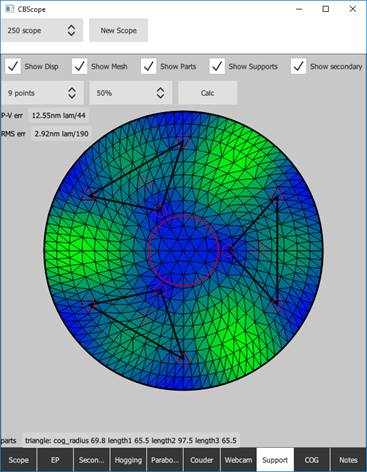 CBScope
250 scope New Scope
Show Disp Show Mesh Show Parts Show Supports Show secondary
9 points 50% Calc
P-V err 12.55nm lam/44
RMS err 2.92nm lam/190
parts triangle: cog_radius 69.8 length1 65.5 length2 97.5 length3 65.5
Scope EP Secon... Hogging Parabo... Couder Webcam Support COG Notes